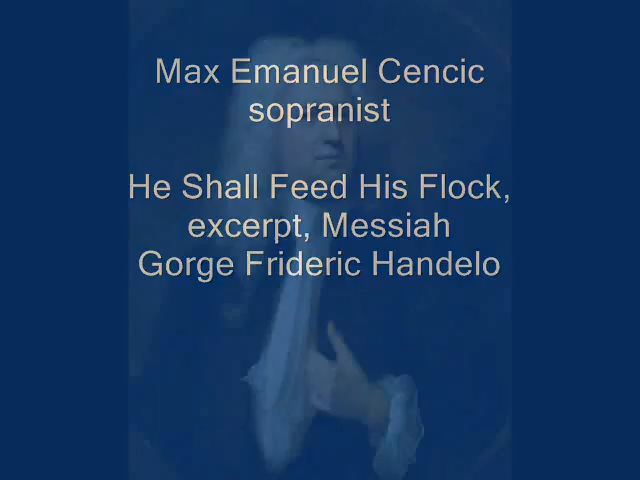 Max Emanuel Cencic
sopranist
He Shall Feed His Flock,
excerpt, Messiah
Gorge Frideric Handelo